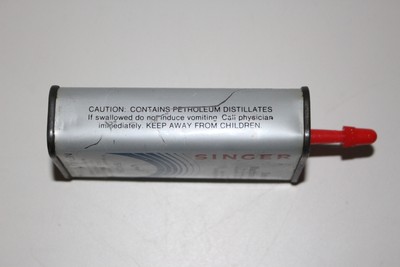 CAUTION: CONTAINS PETROLEUM DISTILLATES
If swallowed do not induce vomiting. Call physician
immediately. KEEP AWAY FROM CHILDREN.
SINGER